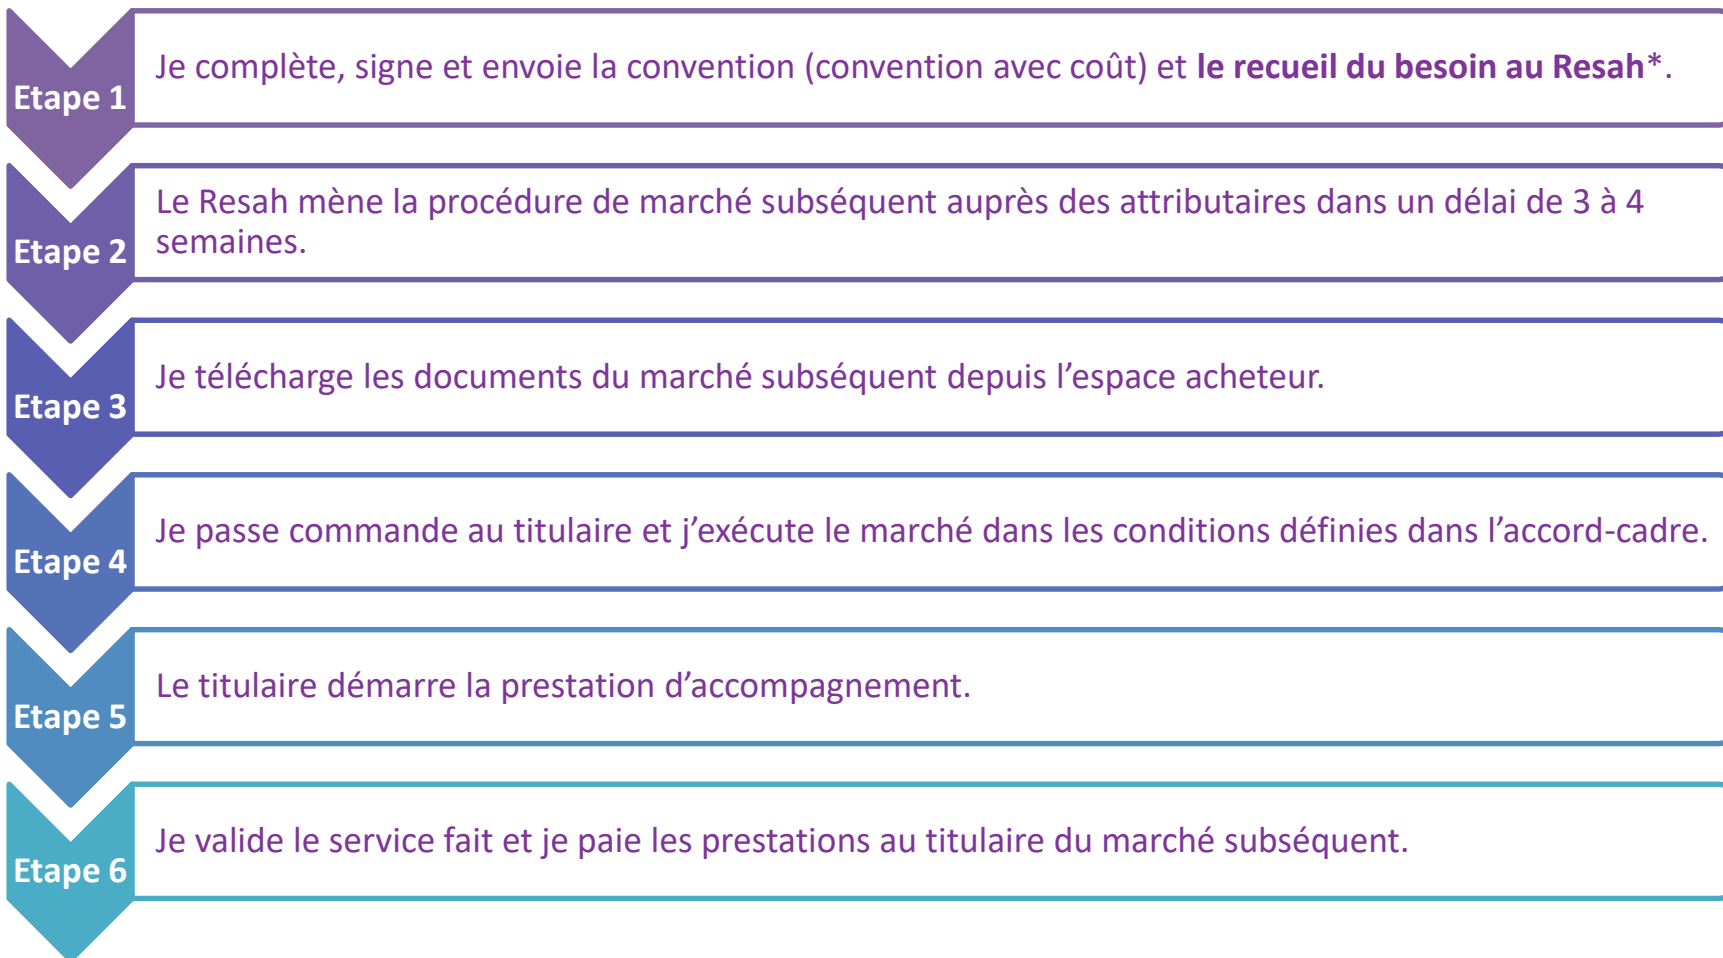 Etape 1
Je complète, signe et envoie la convention (convention avec coût) et le recueil du besoin au Resah*.
Etape 2
Le Resah mène la procédure de marché subséquent auprès des attributaires dans un délai de 3 à 4
semaines.
Etape 3
Je télécharge les documents du marché subséquent depuis l’espace acheteur.
Etape 4
Je passe commande au titulaire et j’exécute le marché dans les conditions définies dans l’accord-cadre.
Etape 5
Le titulaire démarre la prestation d’accompagnement.
Etape 6
Je valide le service fait et je paie les prestations au titulaire du marché subséquent.